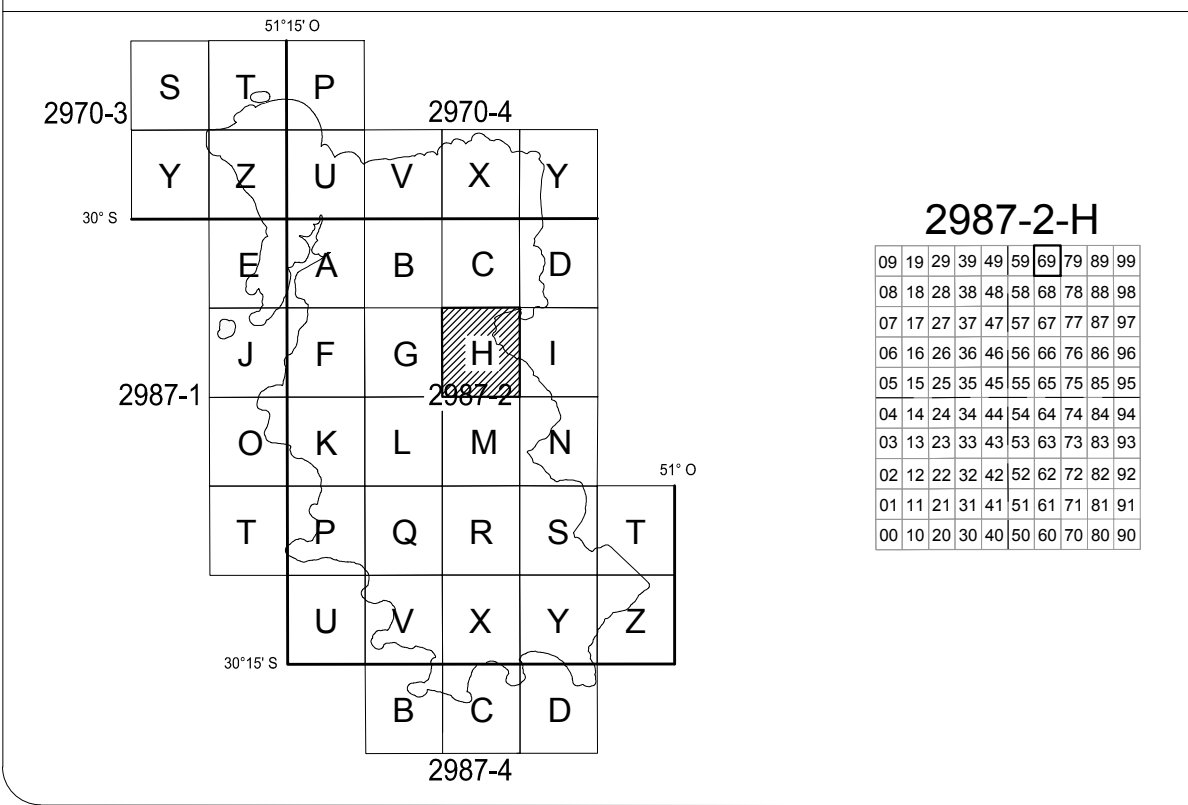 51°15' O
S T P
2970-3 2970-4
Y Z U V X Y
30° S
E A B C D
J F G H I
2987-1 2987-2
O K L M N
51° O
T P Q R S T
U V X Y Z
30°15' S
B C D
2987-4
2987-2-H
09 19 29 39 49 59 69 79 89 99
08 18 28 38 48 58 68 78 88 98
07 17 27 37 47 57 67 77 87 97
06 16 26 36 46 56 66 76 86 96
05 15 25 35 45 55 65 75 85 95
04 14 24 34 44 54 64 74 84 94
03 13 23 33 43 53 63 73 83 93
02 12 22 32 42 52 62 72 82 92
01 11 21 31 41 51 61 71 81 91
00 10 20 30 40 50 60 70 80 90